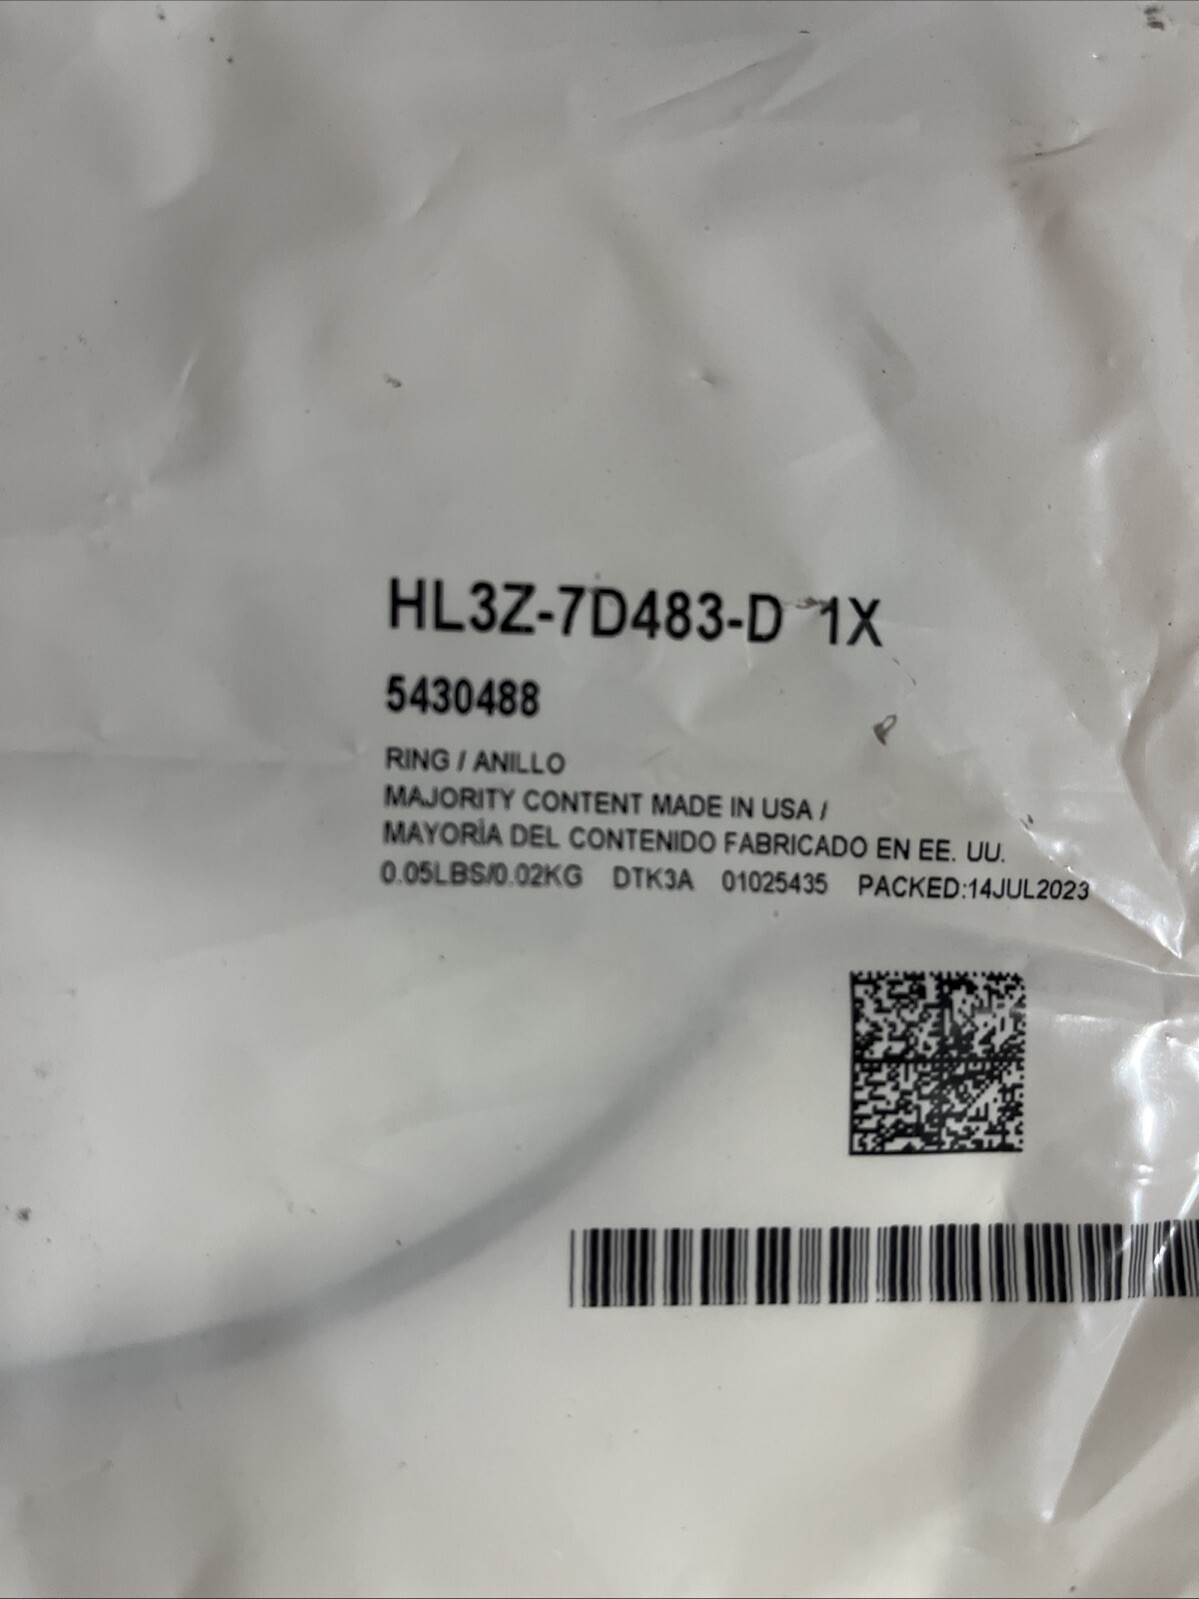 HL3Z-7D483-D 1X
5430488
RING / ANILLO
MAJORITY CONTENT MADE IN USA /
MAYORÍA DEL CONTENIDO FABRICADO EN EE. UU.
0.05LBS/0.02KG DTK3A 01025435 PACKED:14JUL2023